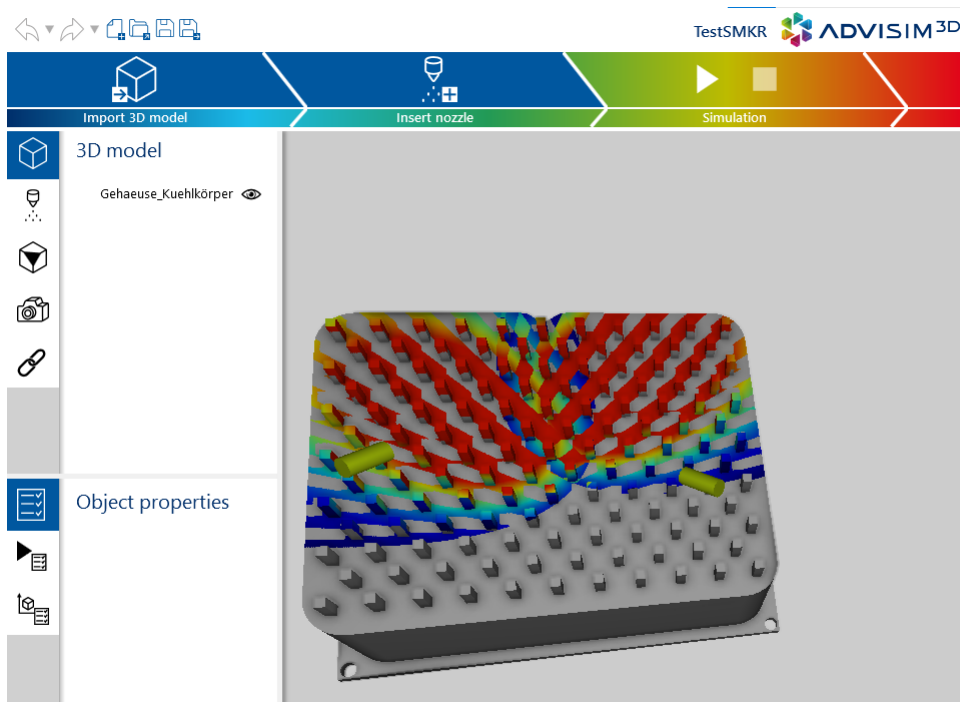 TestSMKR ADVISIM3D
Import 3D model
Insert nozzle
Simulation
3D model
Gehaeuse_Kuehlkörper
Object properties